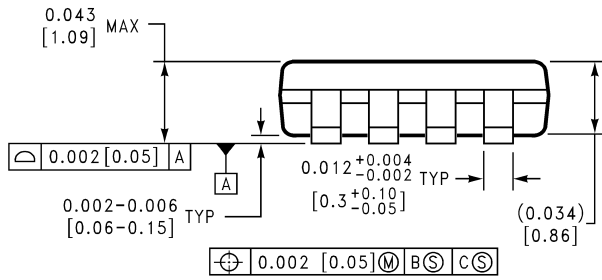 0.043 MAX
[1.09]
⌓ 0.002[0.05] A
A
0.002-0.006 TYP
[0.06-0.15]
0.012 +0.004 -0.002 TYP
[0.3 +0.10 -0.05]
(0.034)
[0.86]
⌖ 0.002 [0.05]Ⓜ BⓈ CⓈ